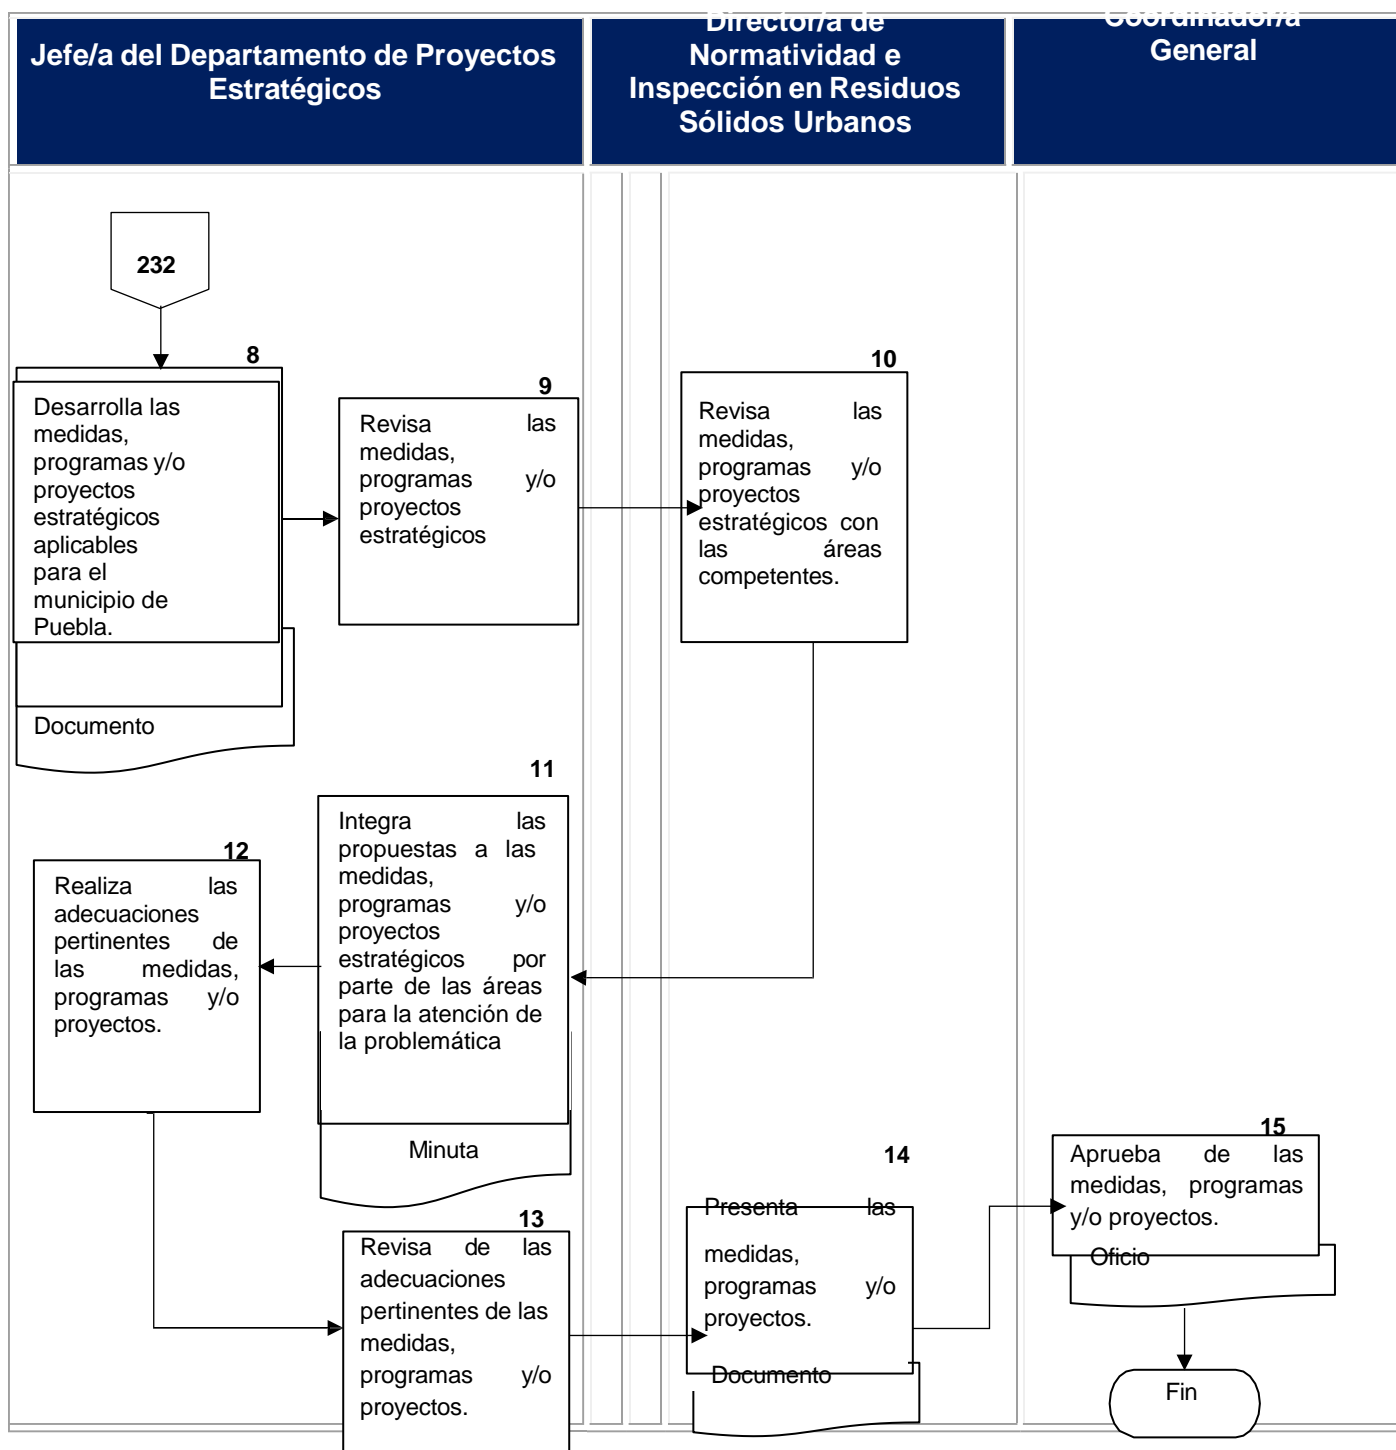 Jefe/a del Departamento de Proyectos
Estratégicos
Director/a de
Normatividad e
Inspección en Residuos
Sólidos Urbanos
Coordinador/a
General
232
8
Desarrolla las
medidas,
programas y/o
proyectos
estratégicos
aplicables
para el
municipio de
Puebla.
Documento
9
Revisa las
medidas,
programas y/o
proyectos
estratégicos
10
Revisa las
medidas,
programas y/o
proyectos
estratégicos con
las áreas
competentes.
11
Integra las
propuestas a las
medidas,
programas y/o
proyectos
estratégicos por
parte de las áreas
para la atención de
la problemática
Minuta
12
Realiza las
adecuaciones
pertinentes de
las medidas,
programas y/o
proyectos.
13
Revisa de las
adecuaciones
pertinentes de las
medidas,
programas y/o
proyectos.
14
Presenta las
medidas,
programas y/o
proyectos.
Documento
15
Aprueba de las
medidas, programas
y/o proyectos.
Oficio
Fin